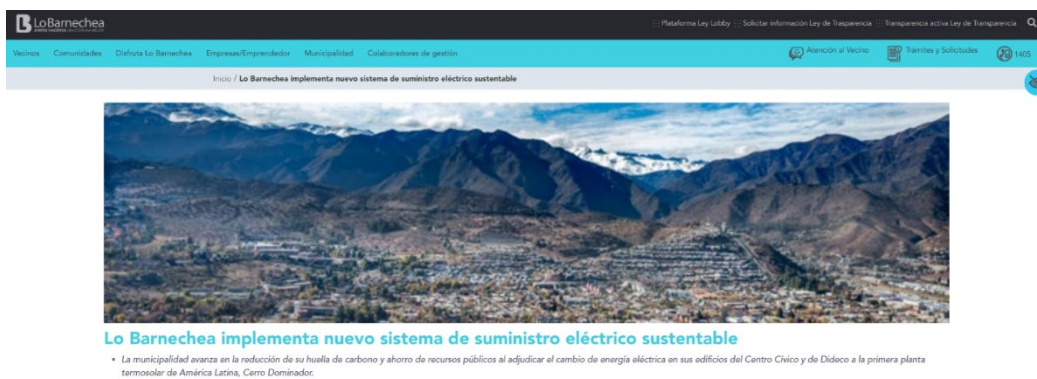 LoBarnechea
Plataforma Ley Lobby
Solicitar información Ley de Trasparencia
Transparencia activa Ley de Transparencia
Vecinos
Comunidades
Disfruta Lo Barnechea
Empresas/Emprendedor
Municipalidad
Colaboradores de gestión
Atención al Vecino
Trámites y Solicitudes
1405
Inicio / Lo Barnechea implementa nuevo sistema de suministro eléctrico sustentable
Lo Barnechea implementa nuevo sistema de suministro eléctrico sustentable
• La municipalidad avanza en la reducción de su huella de carbono y ahorro de recursos públicos al adjudicar el cambio de energía eléctrica en sus edificios del Centro Cívico y de Dideco a la primera planta
termosolar de América Latina, Cerro Dominador.